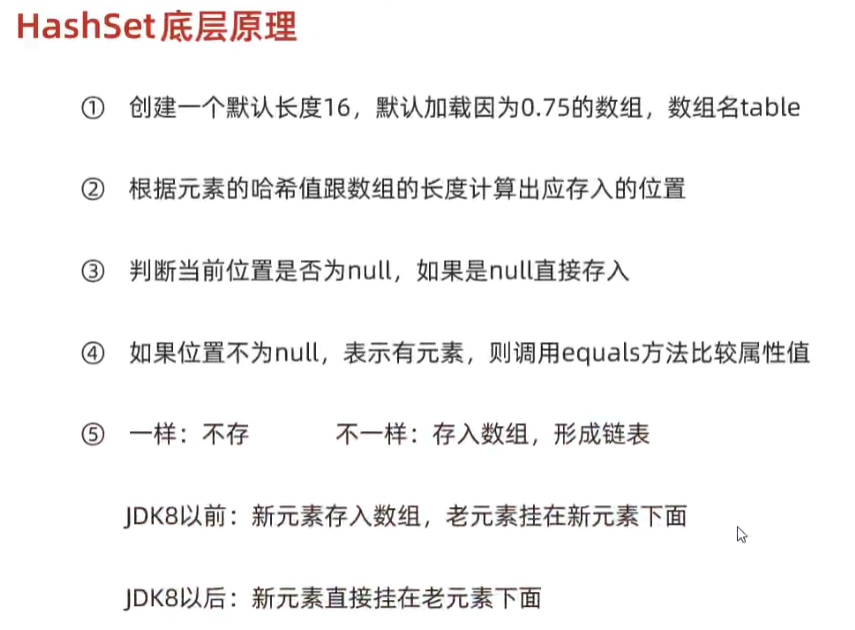 HashSet底层原理
① 创建一个默认长度16，默认加载因为0.75的数组，数组名table
② 根据元素的哈希值跟数组的长度计算出应存入的位置
③ 判断当前位置是否为null，如果是null直接存入
④ 如果位置不为null，表示有元素，则调用equals方法比较属性值
⑤ 一样：不存 不一样：存入数组，形成链表
JDK8以前：新元素存入数组，老元素挂在新元素下面
JDK8以后：新元素直接挂在老元素下面